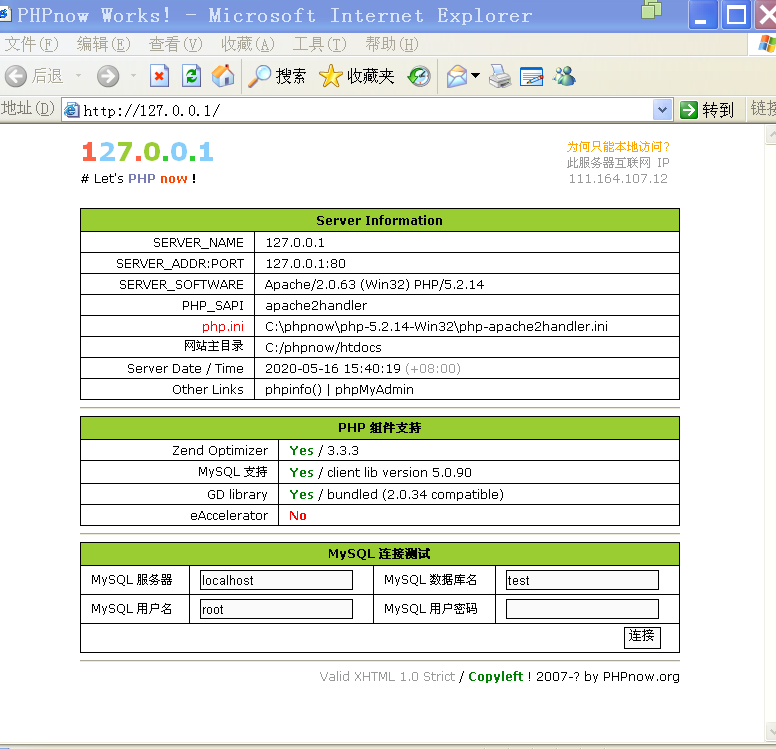 PHPnow Works! - Microsoft Internet Explorer
文件(F) 编辑(E) 查看(V) 收藏(A) 工具(T) 帮助(H)
后退 搜索 收藏夹
地址(D) http://127.0.0.1/ 转到 链接
127.0.0.1 为何只能本地访问?
此服务器互联网 IP
# Let's PHP now ! 111.164.107.12
Server Information
SERVER_NAME 127.0.0.1
SERVER_ADDR:PORT 127.0.0.1:80
SERVER_SOFTWARE Apache/2.0.63 (Win32) PHP/5.2.14
PHP_SAPI apache2handler
php.ini C:\phpnow\php-5.2.14-Win32\php-apache2handler.ini
网站主目录 C:/phpnow/htdocs
Server Date / Time 2020-05-16 15:40:19 (+08:00)
Other Links phpinfo() | phpMyAdmin
PHP 组件支持
Zend Optimizer Yes / 3.3.3
MySQL 支持 Yes / client lib version 5.0.90
GD library Yes / bundled (2.0.34 compatible)
eAccelerator No
MySQL 连接测试
MySQL 服务器 localhost MySQL 数据库名 test
MySQL 用户名 root MySQL 用户密码
连接
Valid XHTML 1.0 Strict / Copyleft ! 2007-? by PHPnow.org